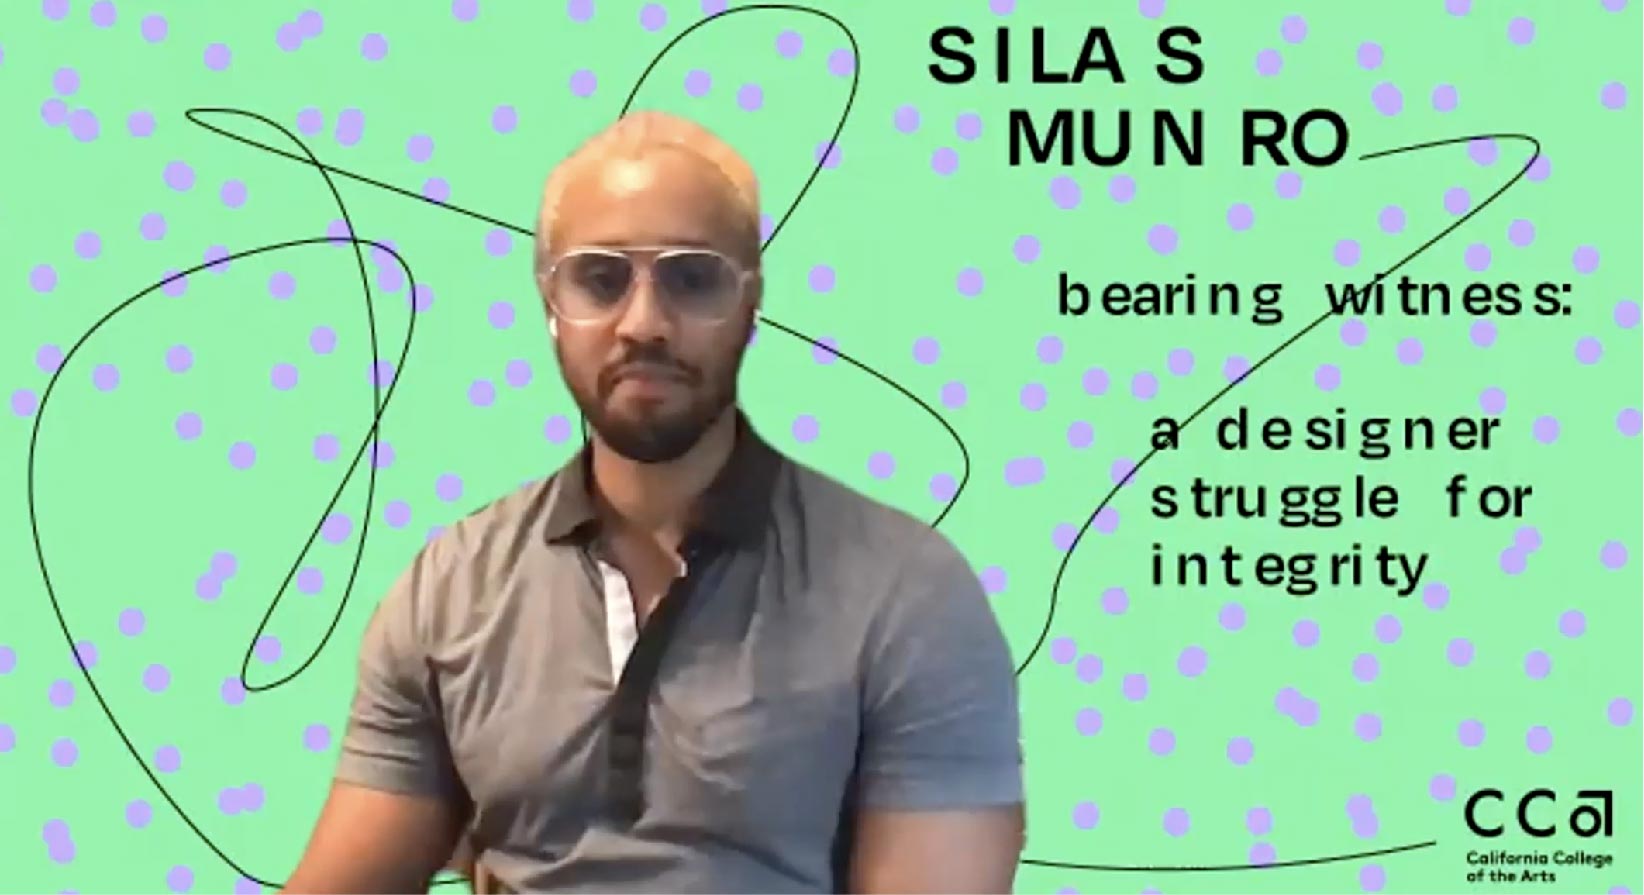 SILAS
MUNRO
bearing witness:
a designer
struggle for
integrity
CCA
California College
of the Arts